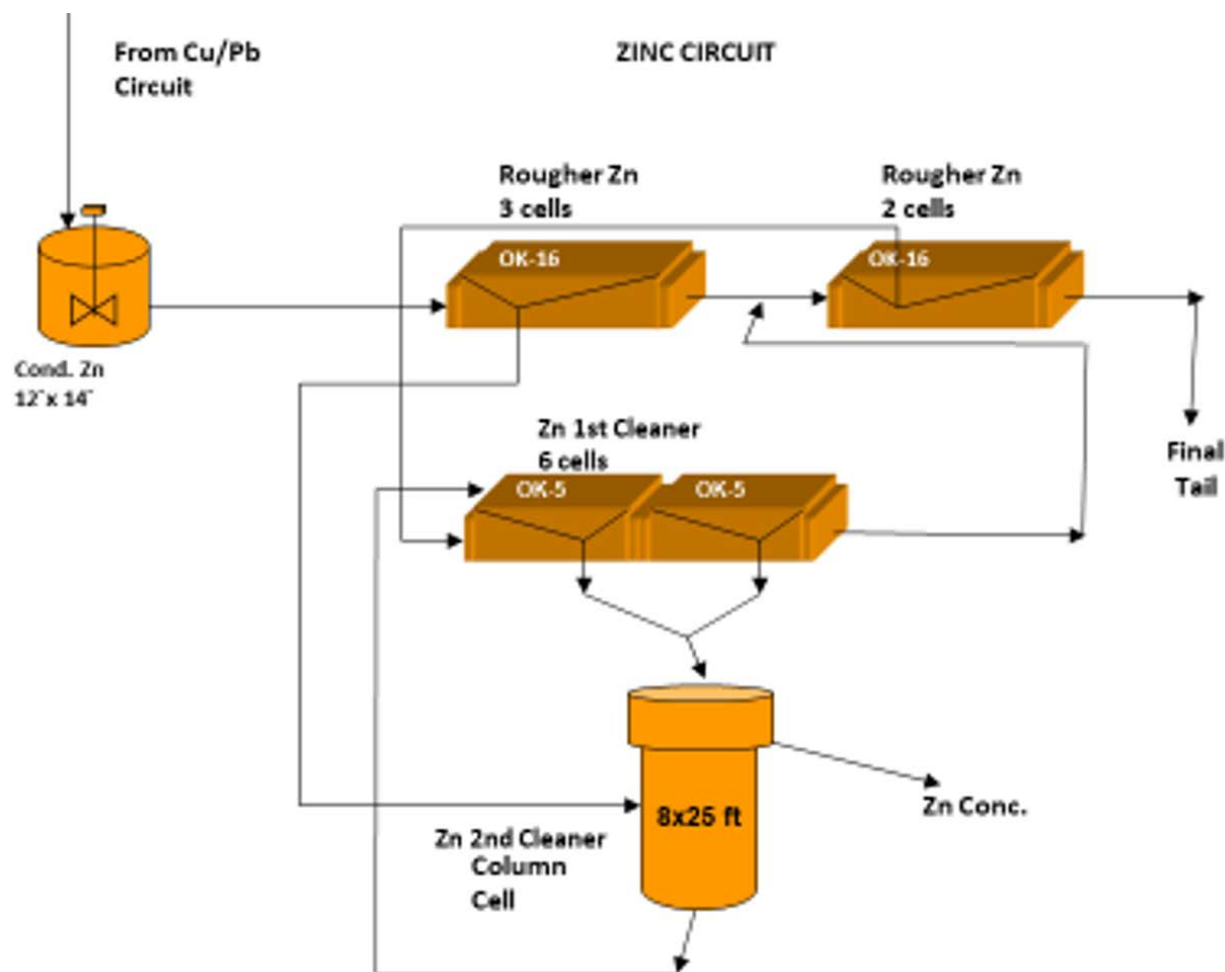 From Cu/Pb
Circuit
ZINC CIRCUIT
Rougher Zn
3 cells
Rougher Zn
2 cells
OK-16
OK-16
Cond. Zn
12¨x 14¨
Zn 1st Cleaner
6 cells
OK-5
OK-5
Final
Tail
8x25 ft
Zn Conc.
Zn 2nd Cleaner
Column
Cell